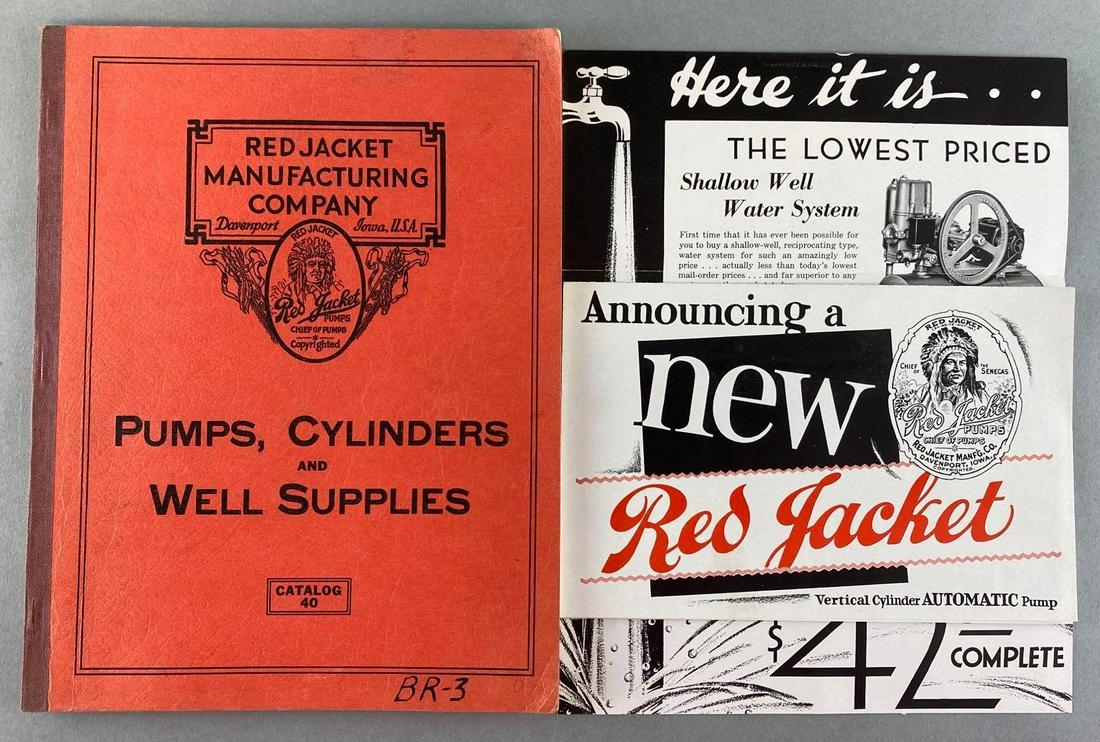 RED JACKET
MANUFACTURING
COMPANY
Davenport Iowa, U.S.A.
RED JACKET
Red Jacket
PUMPS
CHIEF OF PUMPS
Copyrighted
PUMPS, CYLINDERS
AND
WELL SUPPLIES
CATALOG
40
BR-3
Here it is . .
THE LOWEST PRICED
Shallow Well
Water System
First time that it has ever been possible for
you to buy a shallow-well, reciprocating type,
water system for such an amazingly low
price . . . actually less than today's lowest
mail-order prices . . . and far superior to any
Announcing a
new
RED JACKET
CHIEF OF THE SENECAS
Red Jacket
PUMPS
CHIEF OF PUMPS
RED JACKET MANFG. CO.
DAVENPORT, IOWA.
COPYRIGHTED
Red Jacket
Vertical Cylinder AUTOMATIC Pump
$42
COMPLETE